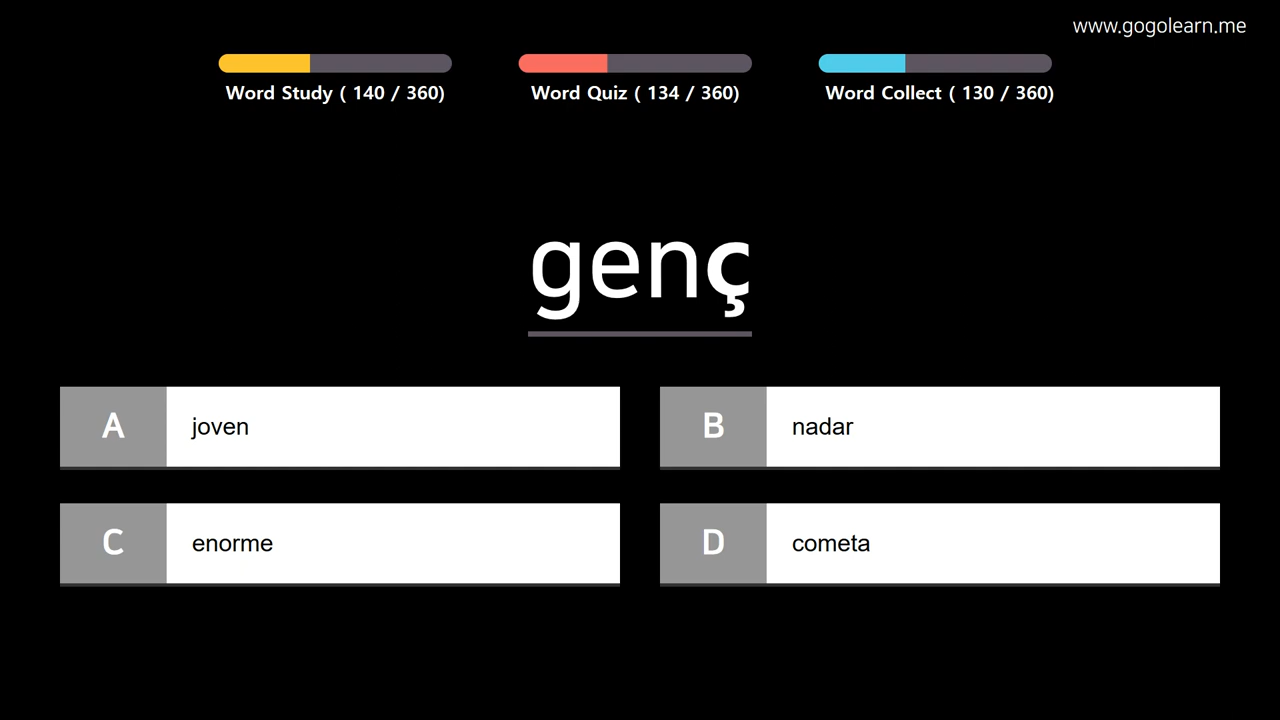 www.gogolearn.me
Word Study ( 140 / 360)
Word Quiz ( 134 / 360)
Word Collect ( 130 / 360)
genç
A joven
B nadar
C enorme
D cometa